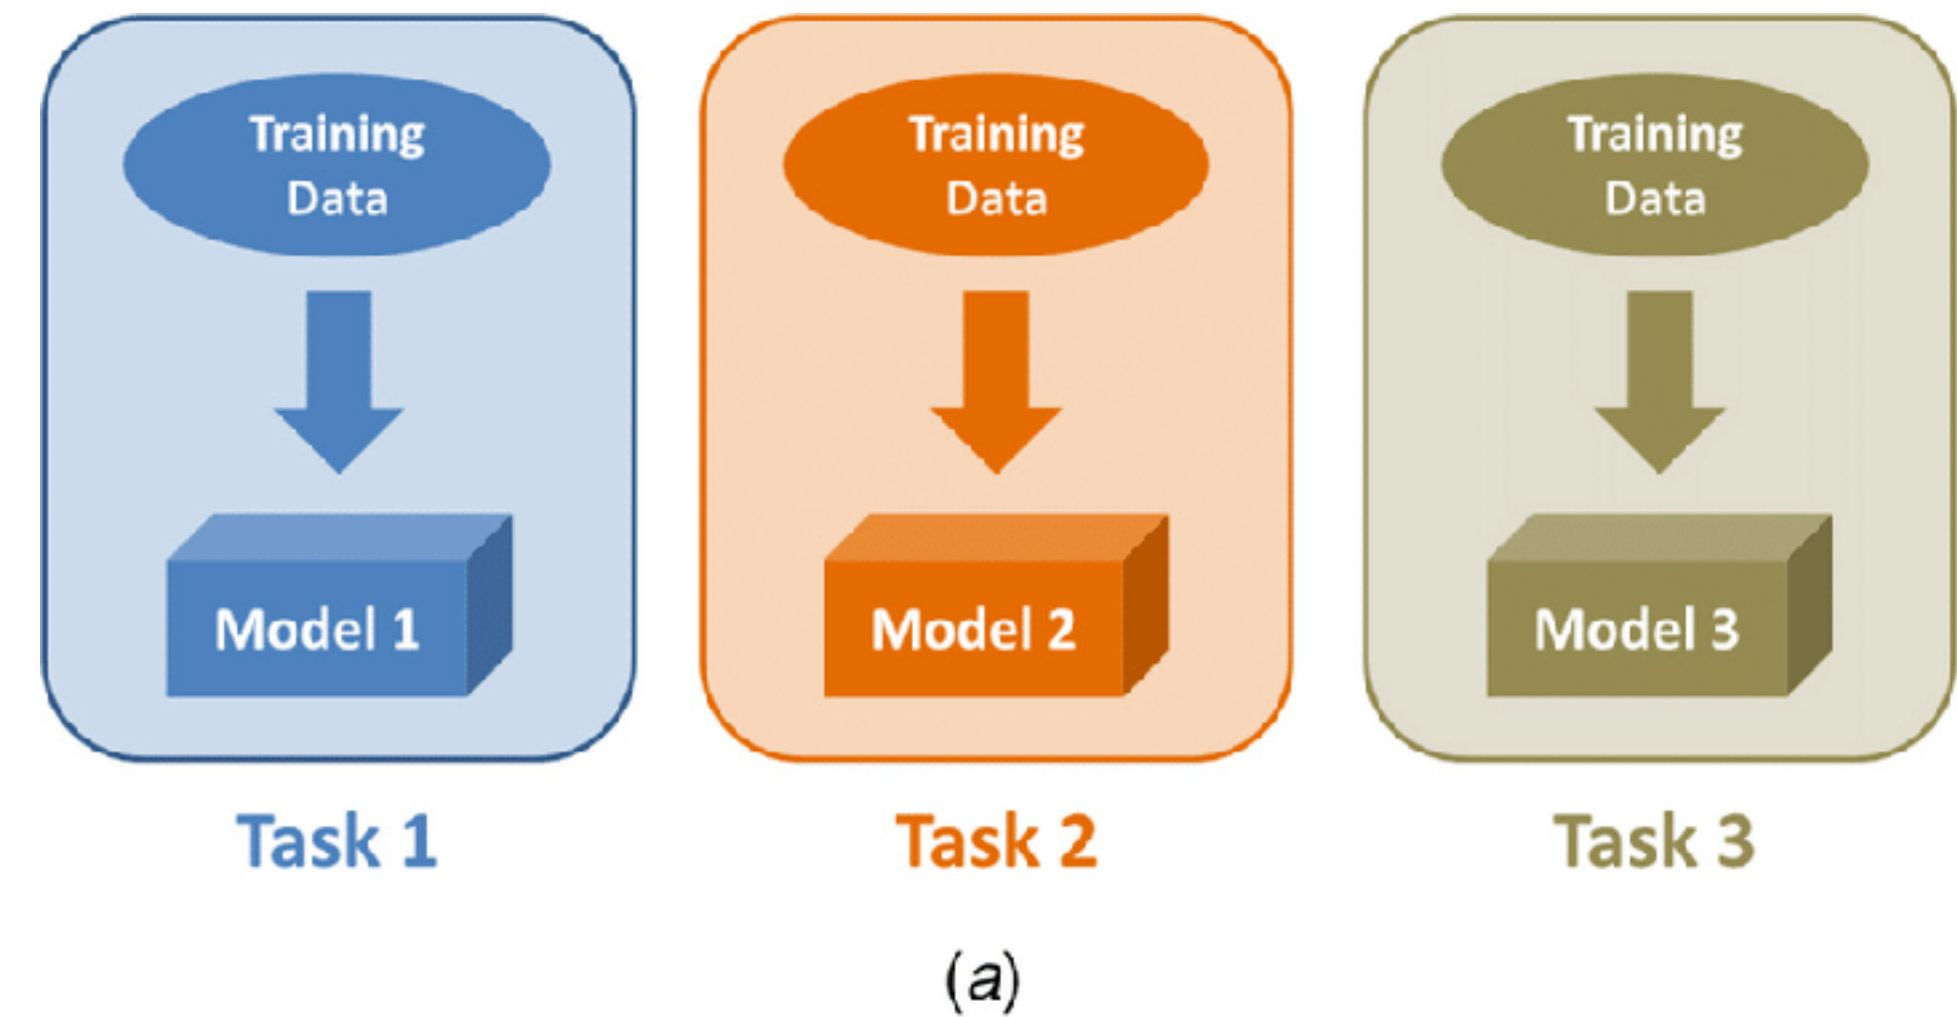 Training
Data
Model 1
Task 1
Training
Data
Model 2
Task 2
Training
Data
Model 3
Task 3
(a)